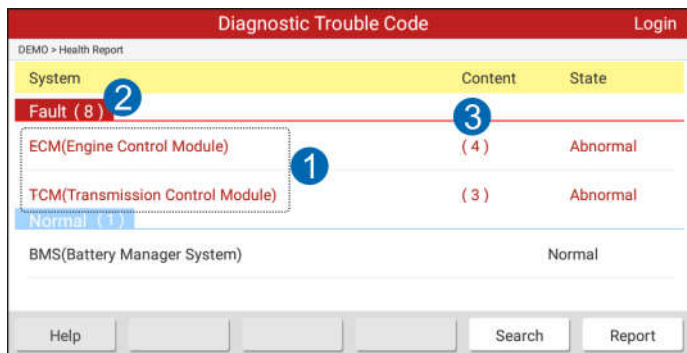 Diagnostic Trouble Code Login
DEMO > Health Report
System Content State
Fault ( 8 ) 2
3
ECM(Engine Control Module) ( 4 ) Abnormal
1
TCM(Transmission Control Module) ( 3 ) Abnormal
Normal ( 1 )
BMS(Battery Manager System) Normal
Help Search Report